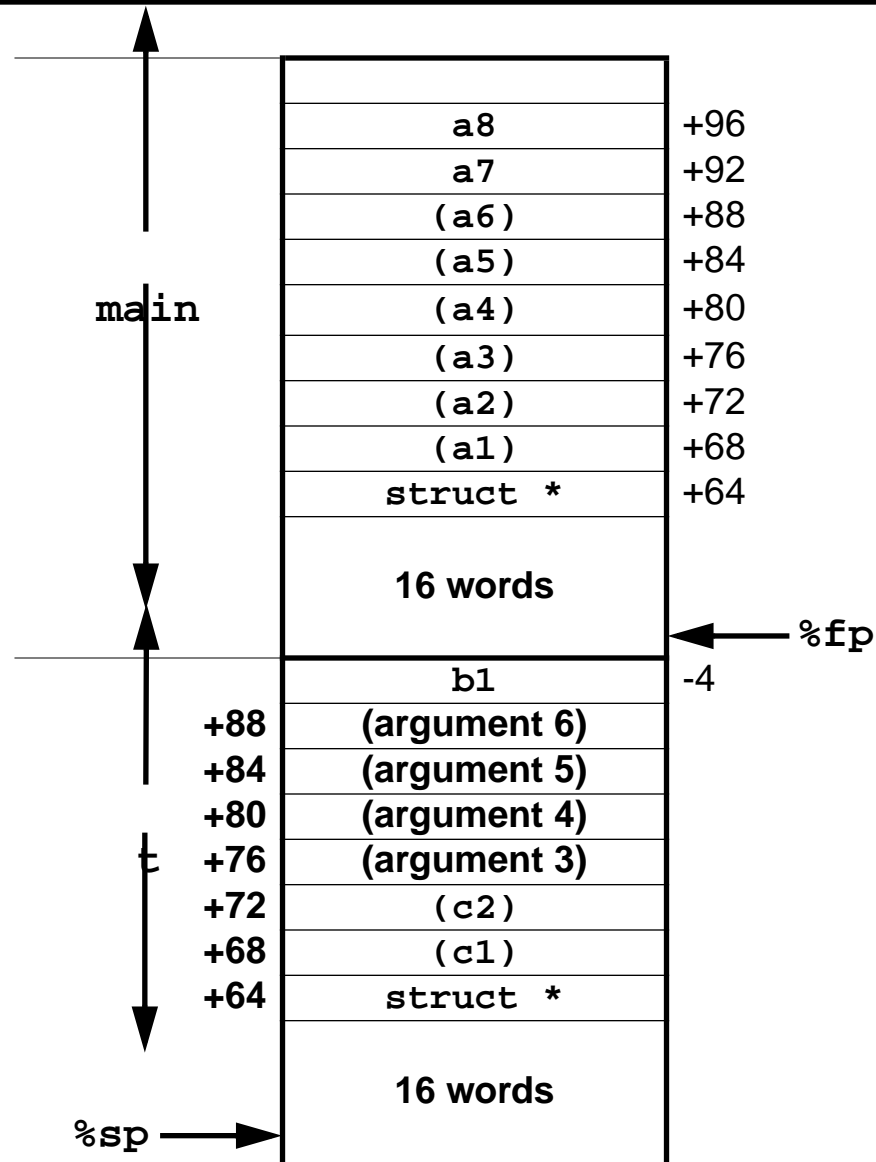 a8 +96
a7 +92
(a6) +88
(a5) +84
main (a4) +80
(a3) +76
(a2) +72
(a1) +68
struct * +64
16 words
%fp
b1 -4
+88 (argument 6)
+84 (argument 5)
+80 (argument 4)
t +76 (argument 3)
+72 (c2)
+68 (c1)
+64 struct *
16 words
%sp